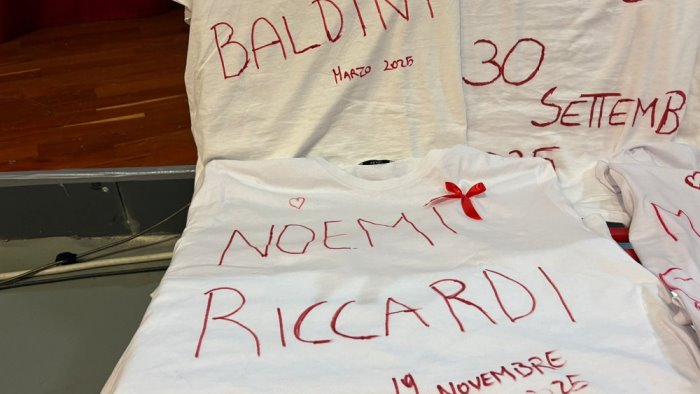 BALDINI
MARZO 2025
30
SETTEMB
NOEMI
RICCARDI
19 NOVEMBRE